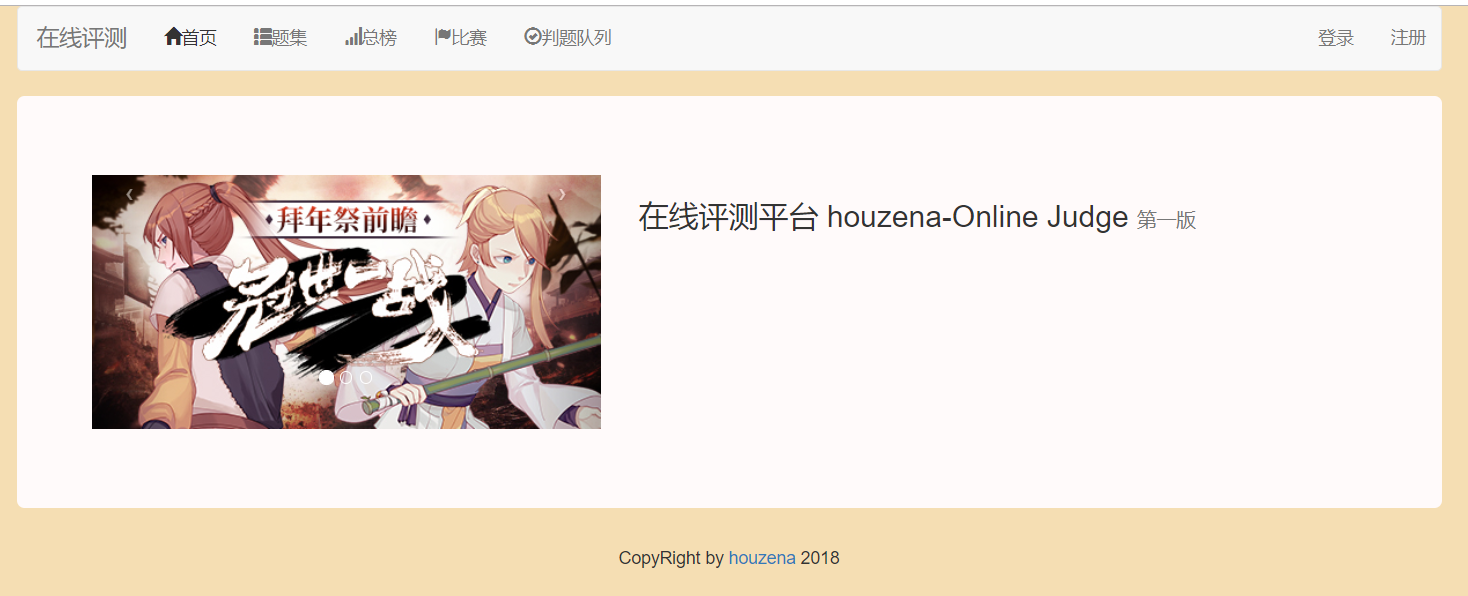 在线评测 首页 题集 总榜 比赛 判题队列 登录 注册
拜年祭前瞻
冠世一战
在线评测平台 houzena-Online Judge 第一版
CopyRight by houzena 2018